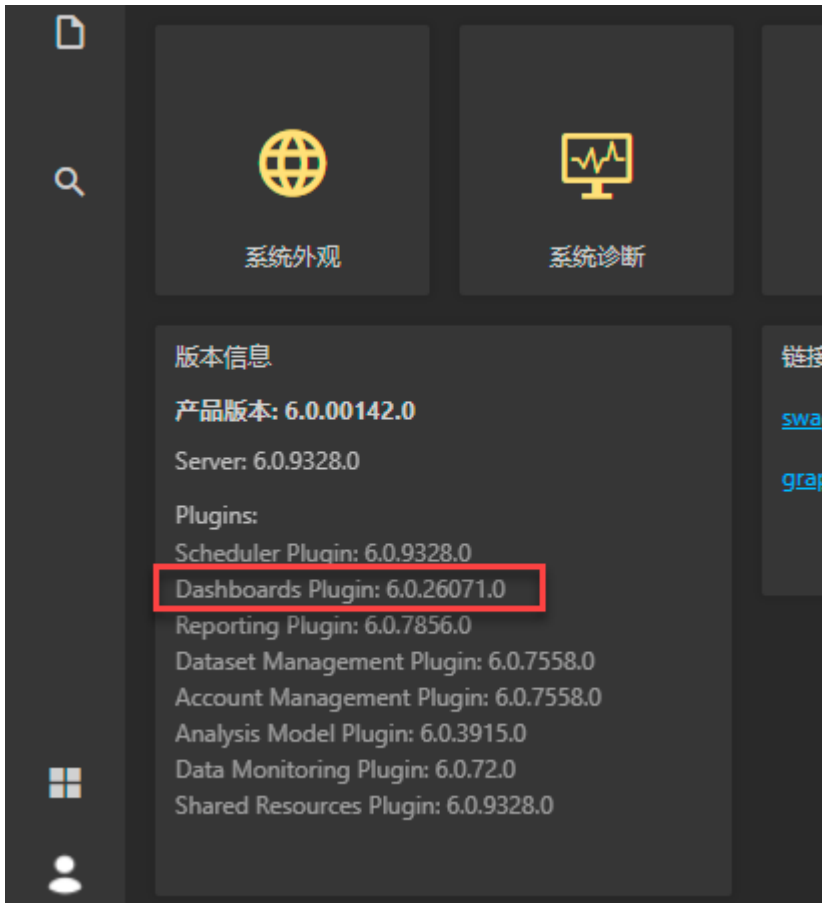 系统外观
系统诊断
版本信息
产品版本: 6.0.00142.0
Server: 6.0.9328.0
Plugins:
Scheduler Plugin: 6.0.9328.0
Dashboards Plugin: 6.0.26071.0
Reporting Plugin: 6.0.7856.0
Dataset Management Plugin: 6.0.7558.0
Account Management Plugin: 6.0.7558.0
Analysis Model Plugin: 6.0.3915.0
Data Monitoring Plugin: 6.0.72.0
Shared Resources Plugin: 6.0.9328.0
链接
swa
grap